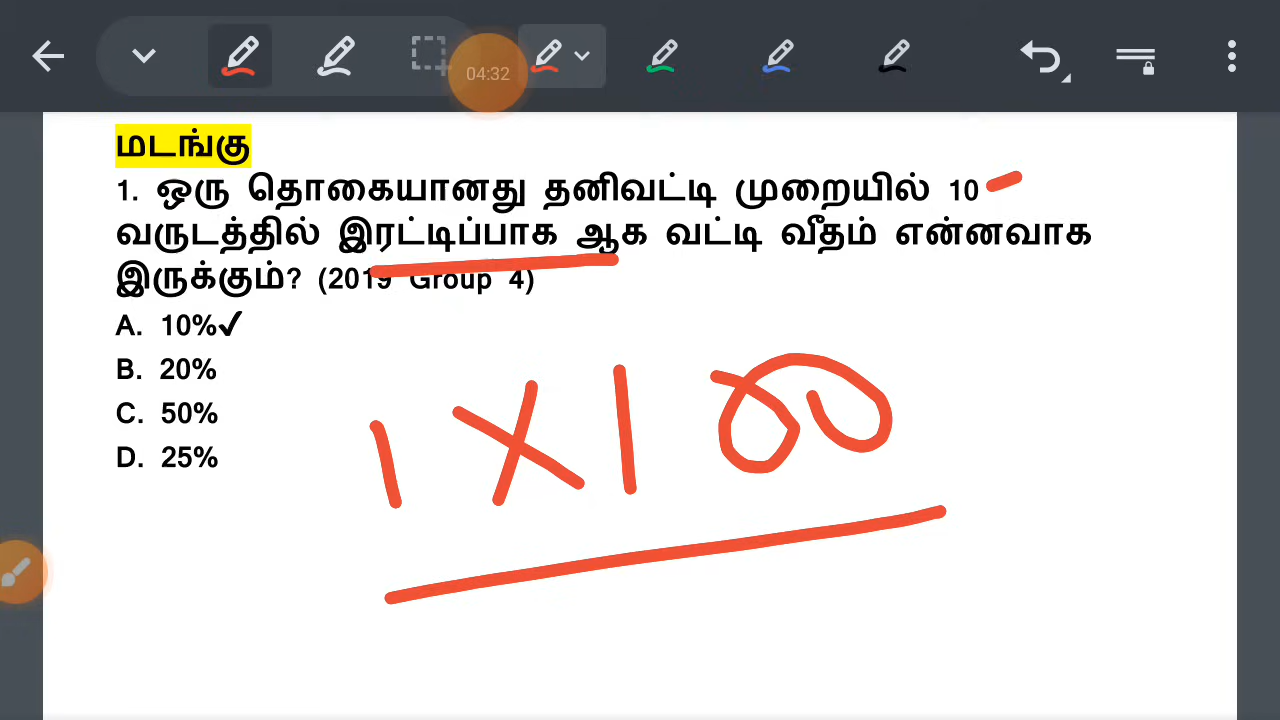 04:32
மடங்கு
1. ஒரு தொகையானது தனிவட்டி முறையில் 10
வருடத்தில் இரட்டிப்பாக ஆக வட்டி வீதம் என்னவாக
இருக்கும்? (2019 Group 4)
A. 10%✓
B. 20%
C. 50%
D. 25%
1 X 100